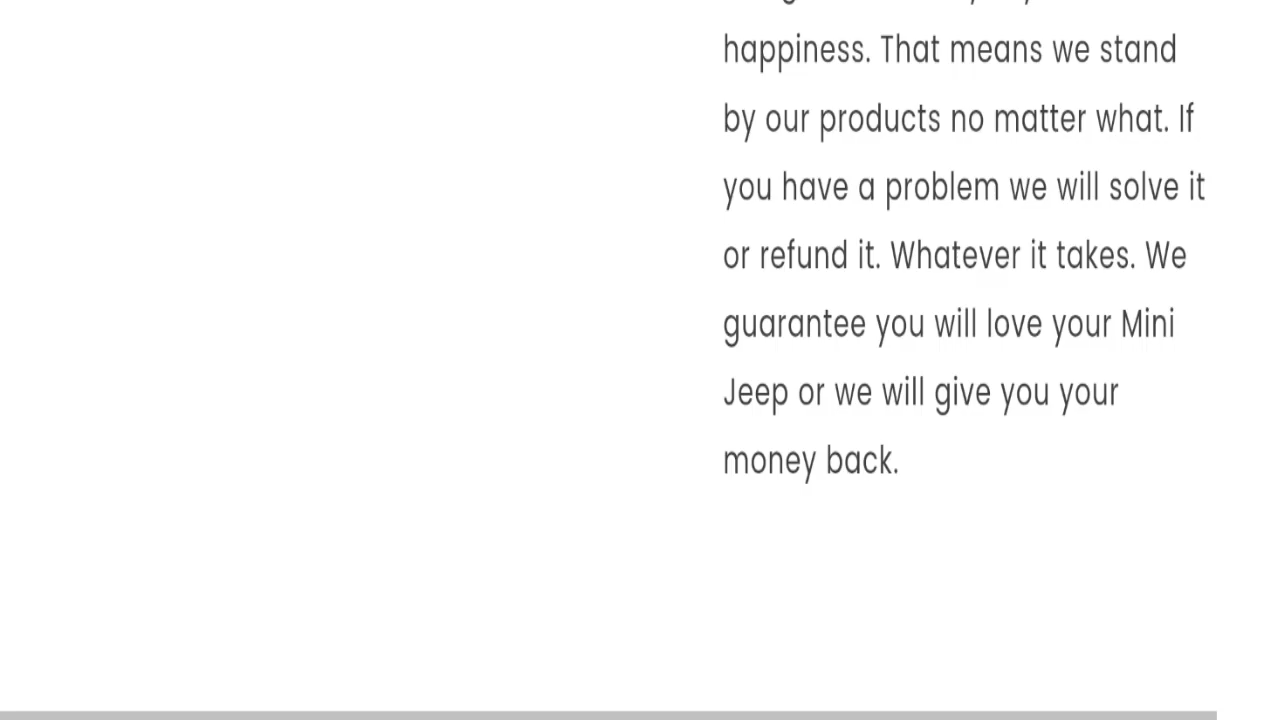 happiness. That means we stand
by our products no matter what. If
you have a problem we will solve it
or refund it. Whatever it takes. We
guarantee you will love your Mini
Jeep or we will give you your
money back.